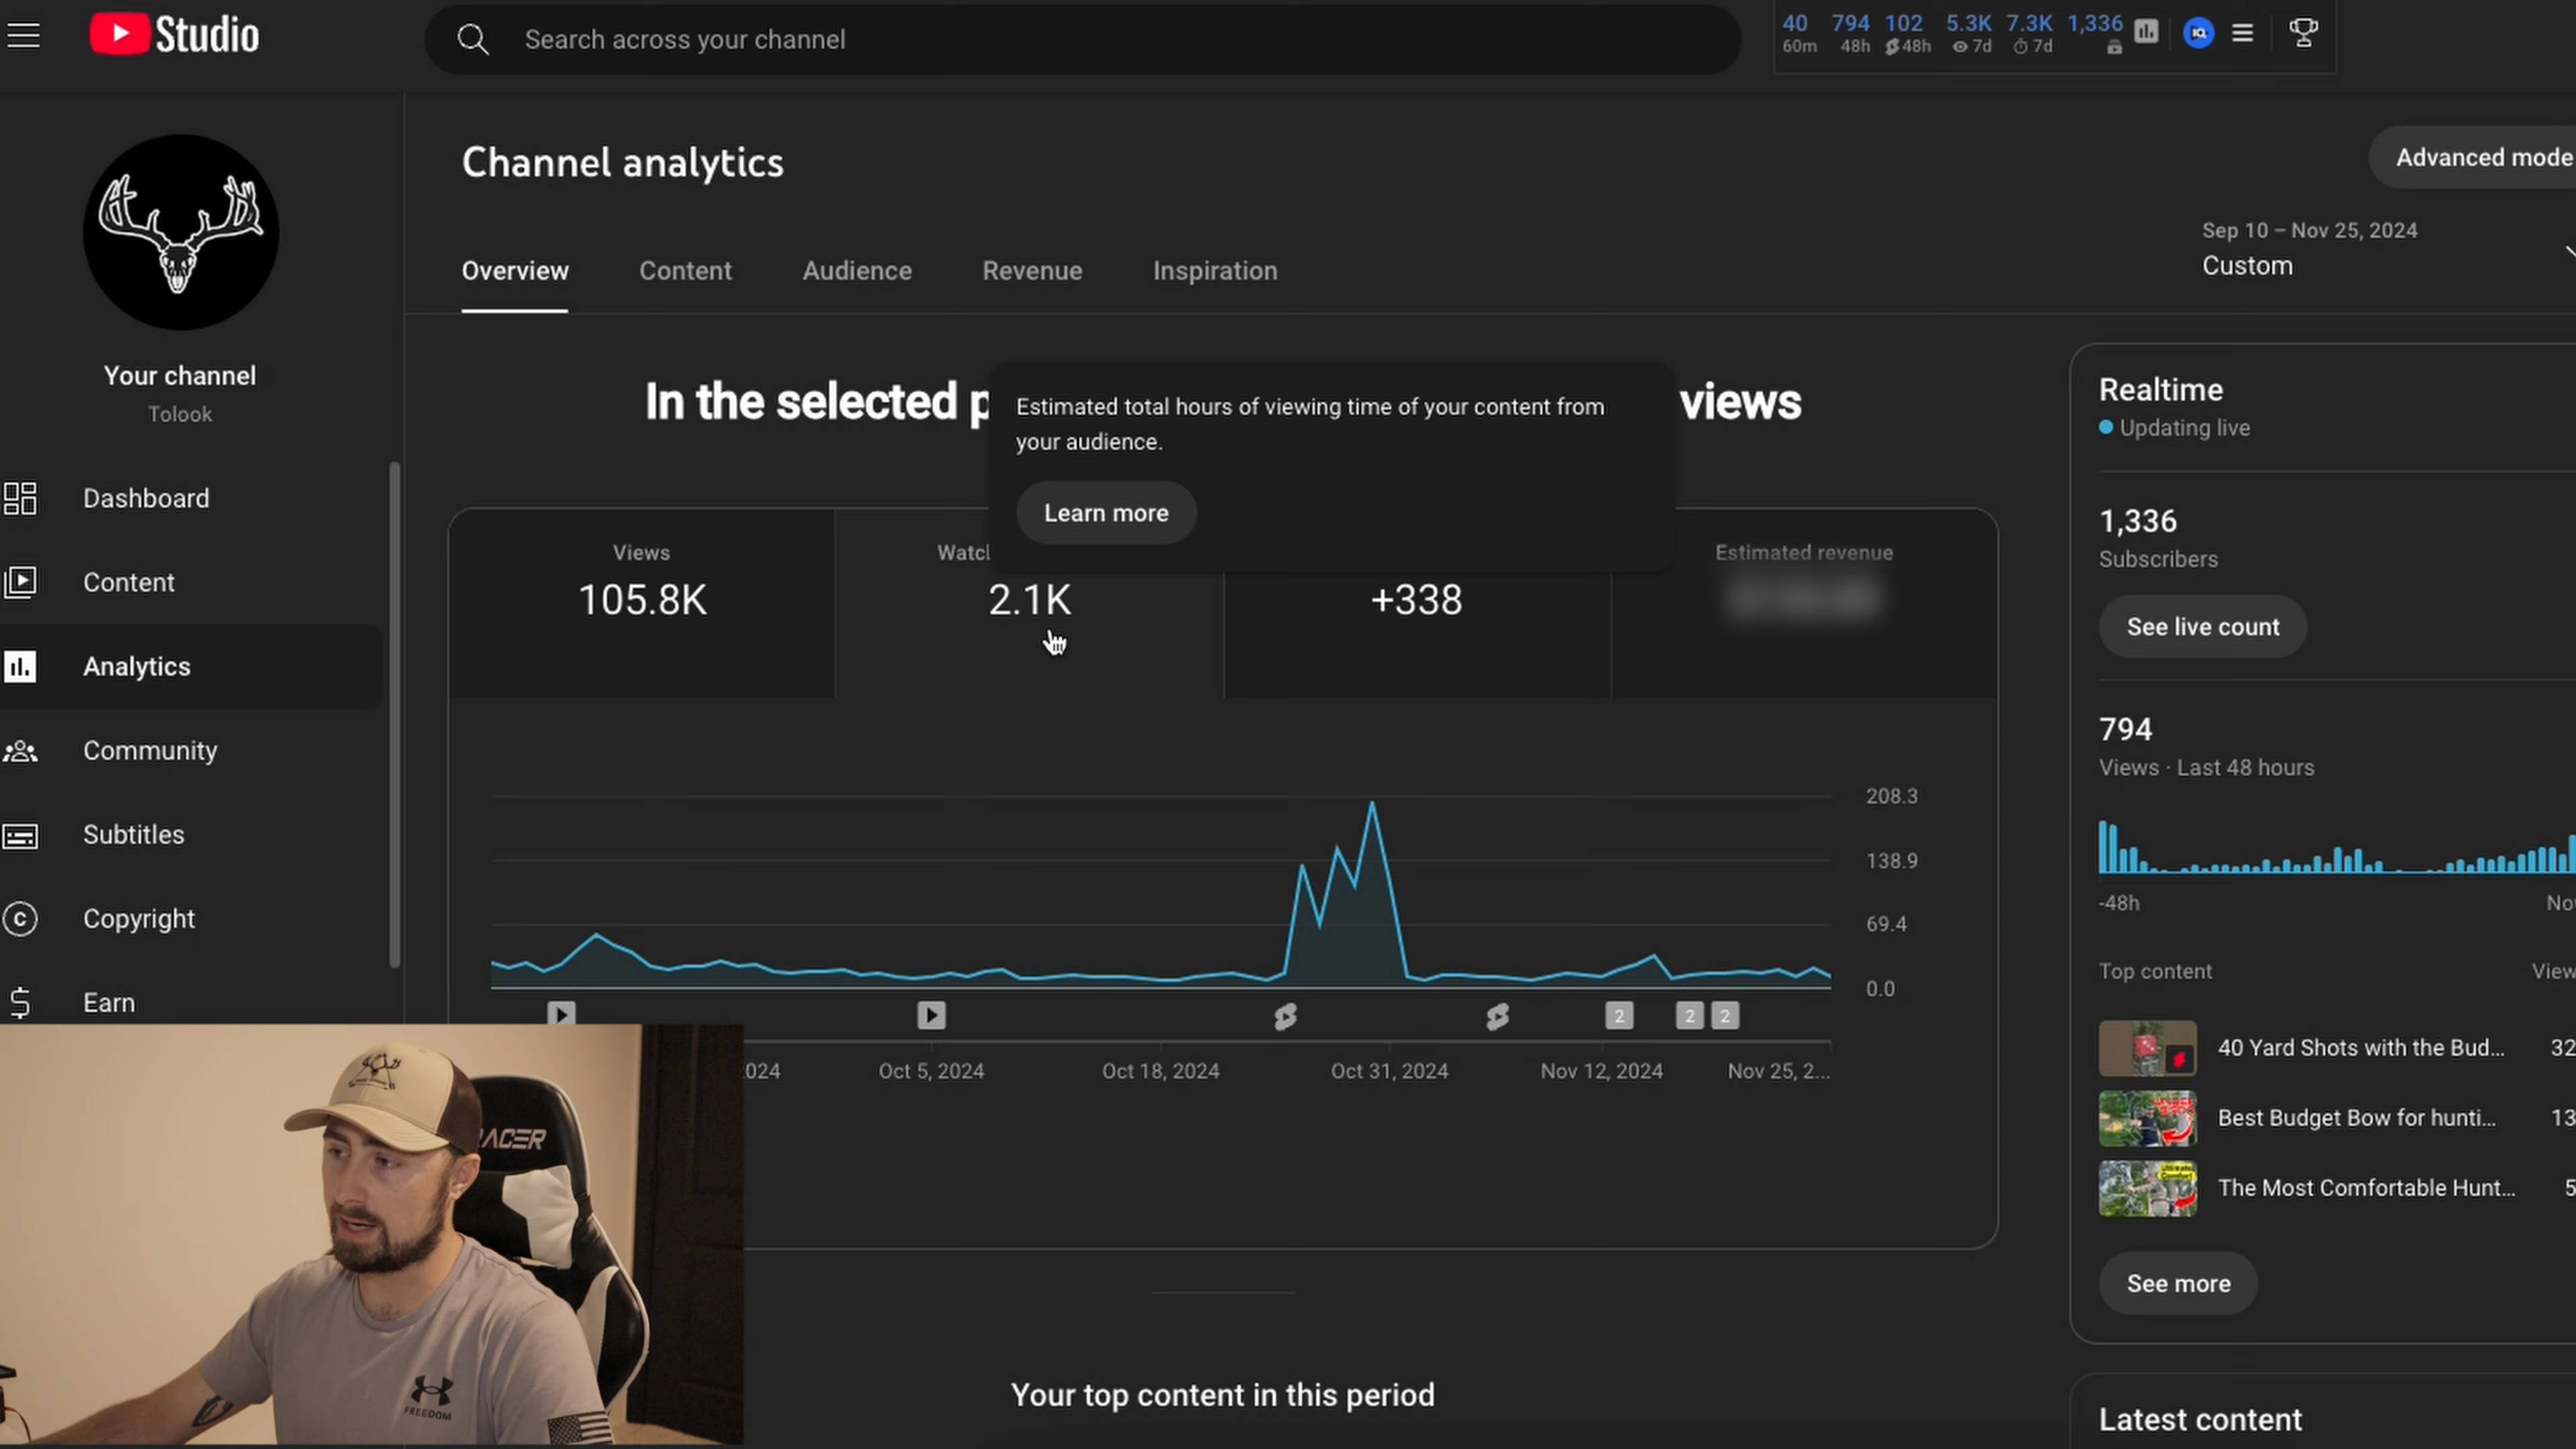 Studio
Search across your channel
40 794 102 5.3K 7.3K 1,336
60m 48h 48h 7d 7d
Channel analytics
Advanced mode
Sep 10 – Nov 25, 2024
Custom
Overview Content Audience Revenue Inspiration
Your channel
Tolook
Dashboard
Content
Analytics
Community
Subtitles
Copyright
Earn
In the selected p views
Estimated total hours of viewing time of your content from
your audience.
Learn more
Views
105.8K
Watch
2.1K
+338
Estimated revenue
208.3
138.9
69.4
0.0
2 2 2
024 Oct 5, 2024 Oct 18, 2024 Oct 31, 2024 Nov 12, 2024 Nov 25, 2...
Your top content in this period
Realtime
Updating live
1,336
Subscribers
See live count
794
Views · Last 48 hours
-48h No
Top content View
40 Yard Shots with the Bud... 32
Best Budget Bow for hunti... 13
The Most Comfortable Hunt... 5
See more
Latest content
RACER
FREEDOM